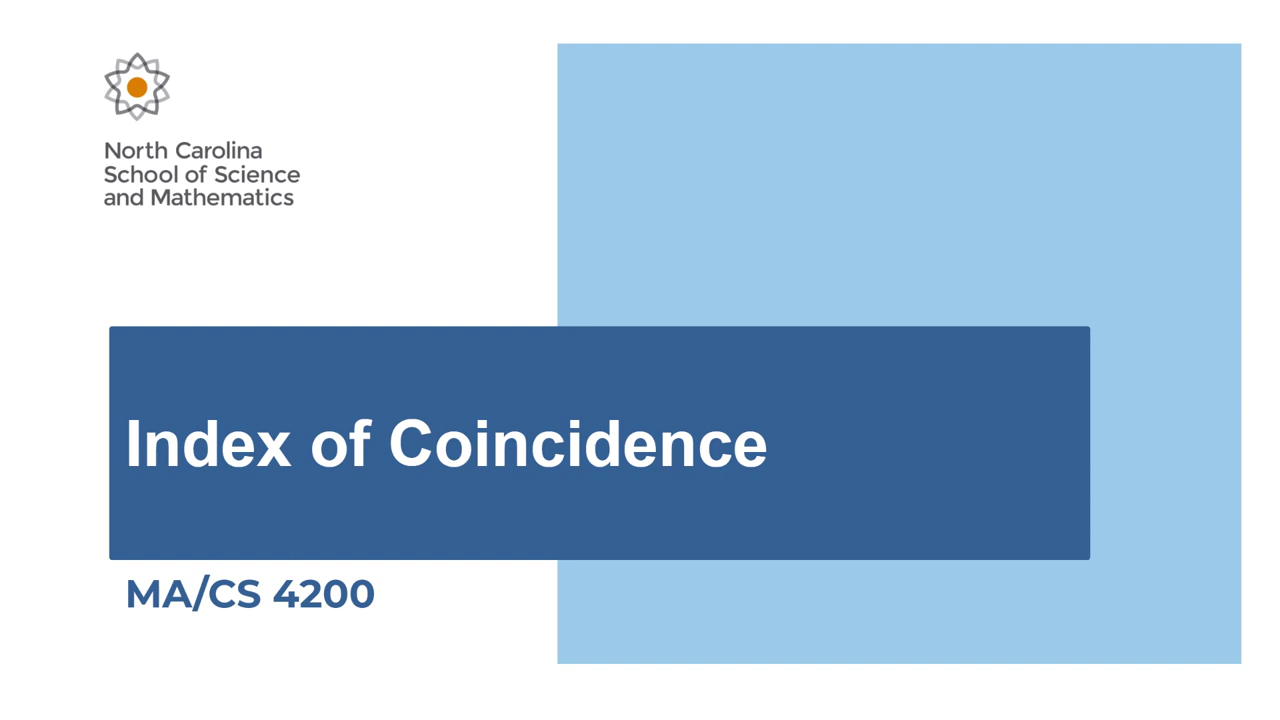 North Carolina
School of Science
and Mathematics
Index of Coincidence
MA/CS 4200